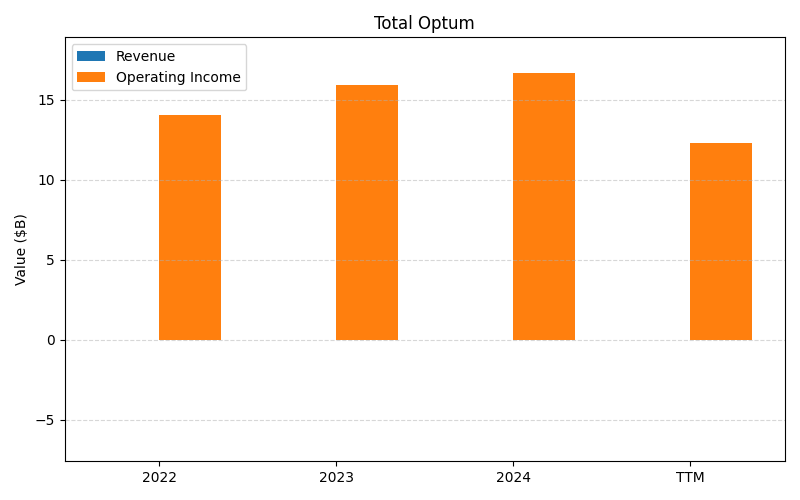 Total Optum
Revenue
Operating Income
Value ($B)
15
10
5
0
−5
2022
2023
2024
TTM